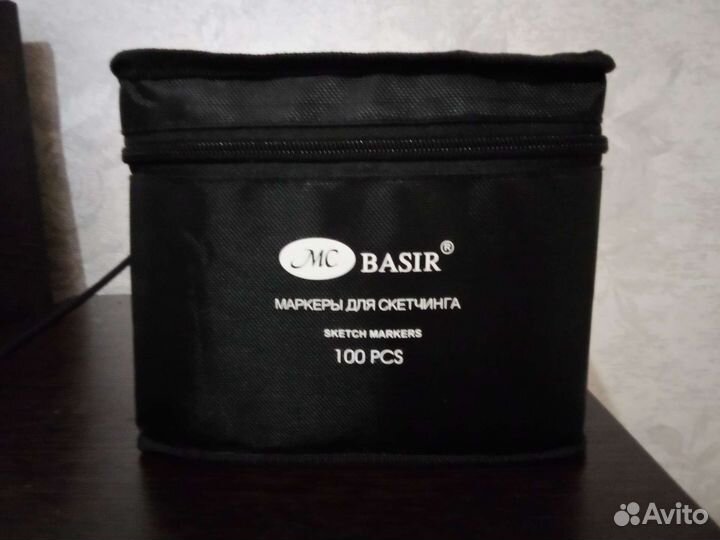 MC BASIR®
МАРКЕРЫ ДЛЯ СКЕТЧИНГА
SKETCH MARKERS
100 PCS
Avito